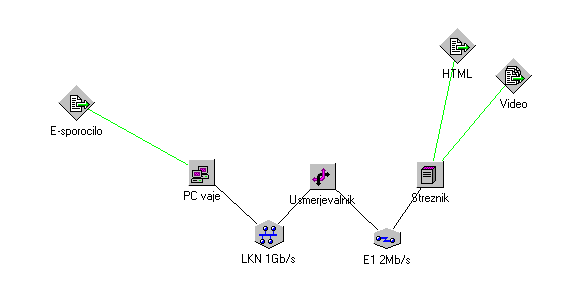 HTML
Video
E-sporocilo
PC vaje
Usmerjevalnik
Streznik
LKN 1Gb/s
E1 2Mb/s